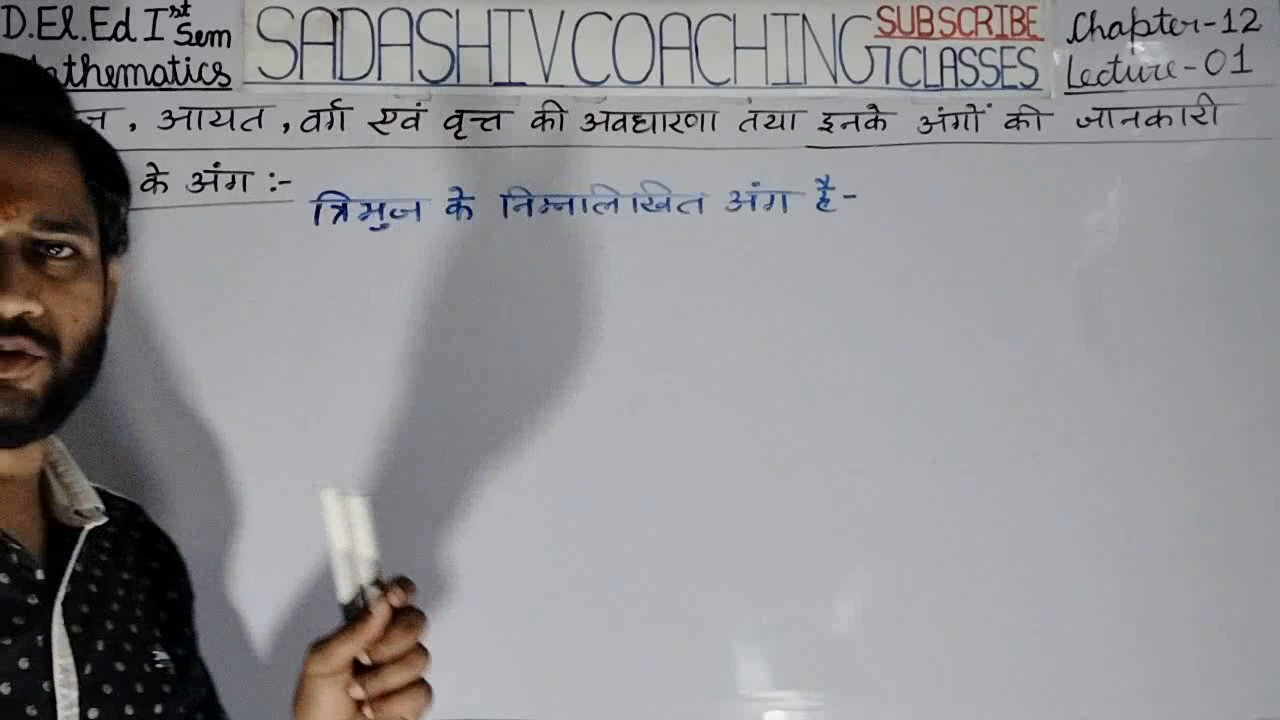 D.El.Ed Ist Sem
Mathematics
SADASHIV COACHING CLASSES
SUBSCRIBE
Chapter-12
Lecture-01
, आयत, वर्ग एवं वृत्त की अवधारणा तथा इनके अंगों की जानकारी
के अंग :-
त्रिभुज के निम्नलिखित अंग है-